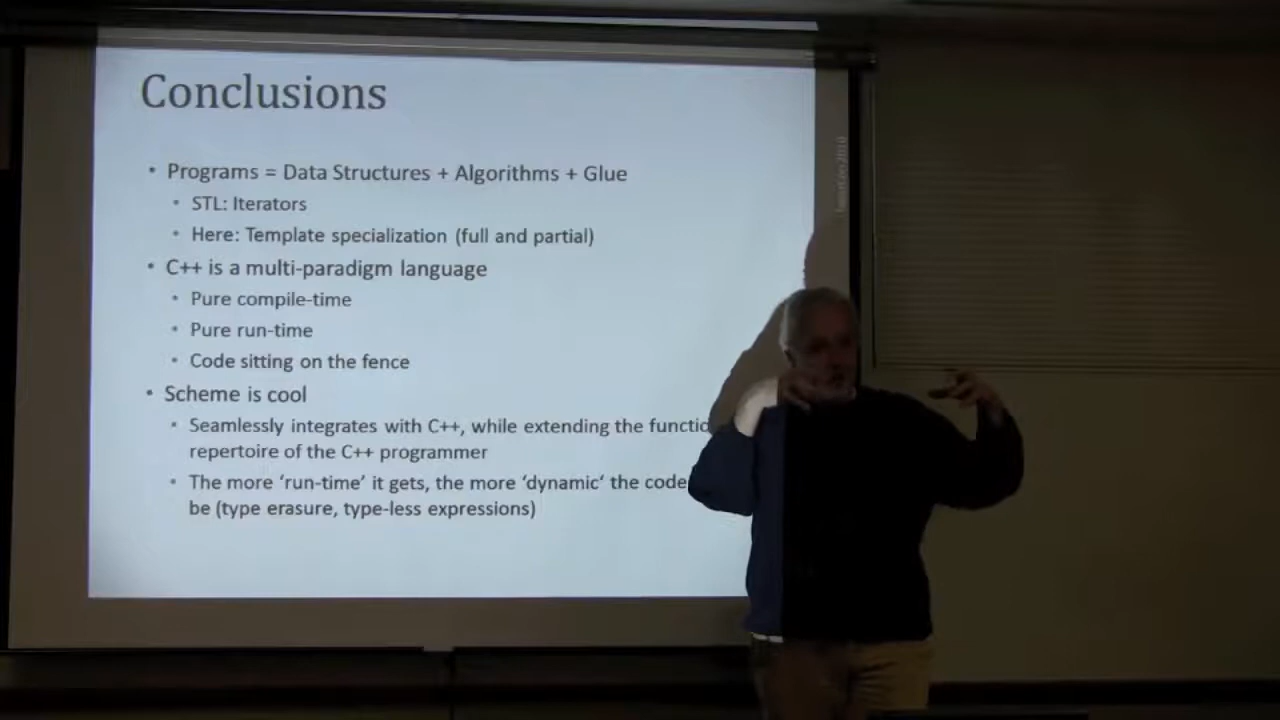 Conclusions
• Programs = Data Structures + Algorithms + Glue
• STL: Iterators
• Here: Template specialization (full and partial)
• C++ is a multi-paradigm language
• Pure compile-time
• Pure run-time
• Code sitting on the fence
• Scheme is cool
• Seamlessly integrates with C++, while extending the
repertoire of the C++ programmer
• The more ‘run-time’ it gets, the more ‘dynamic‘ the code
be (type erasure, type-less expressions)